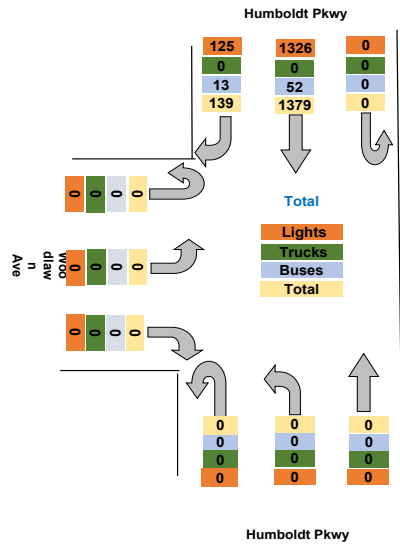 Humboldt Pkwy
125 1326 0
0 0 0
13 52 0
139 1379 0
0 0 0 0
Total
Lights
Trucks
Buses
Total
Woo
dlaw
n
Ave
0 0 0 0
0 0 0 0
0 0 0
0 0 0
0 0 0
0 0 0
Humboldt Pkwy